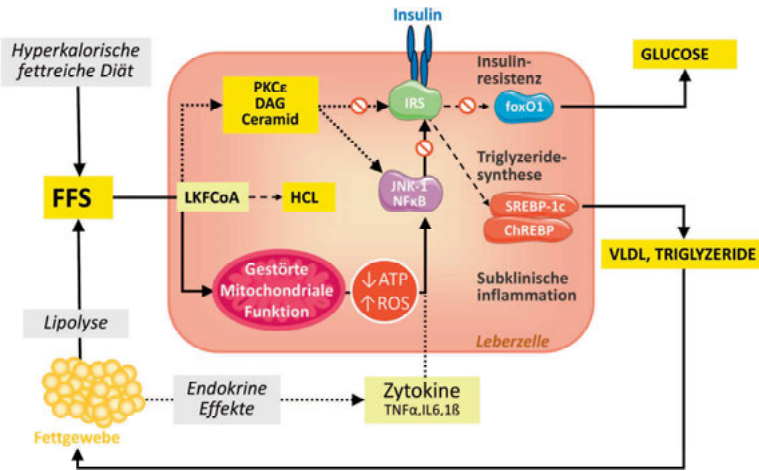 Hyperkalorische
fettreiche Diät
Insulin
Insulin-
resistenz
GLUCOSE
PKCε
DAG
Ceramid
IRS
foxO1
FFS
LKFCoA
HCL
JNK-1
NFκB
Triglyzeride-
synthese
SREBP-1c
ChREBP
VLDL, TRIGLYZERIDE
Gestörte
Mitochondriale
Funktion
↓ATP
↑ROS
Subklinische
inflammation
Leberzelle
Lipolyse
Endokrine
Effekte
Zytokine
TNFα,IL6,1ß
Fettgewebe